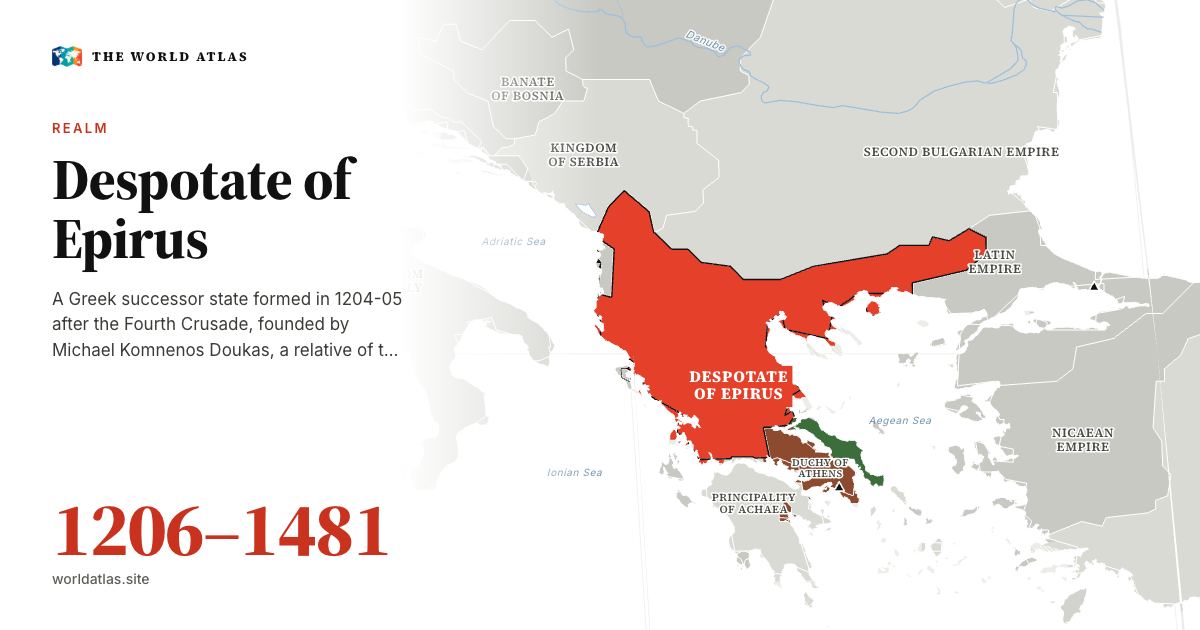 THE WORLD ATLAS
REALM
Despotate of
Epirus
A Greek successor state formed in 1204-05
after the Fourth Crusade, founded by
Michael Komnenos Doukas, a relative of t...
1206–1481
worldatlas.site
Danube
BANATE
OF BOSNIA
KINGDOM
OF SERBIA
SECOND BULGARIAN EMPIRE
Adriatic Sea
LATIN
EMPIRE
DESPOTATE
OF EPIRUS
Aegean Sea
NICAEAN
EMPIRE
DUCHY OF
ATHENS
Ionian Sea
PRINCIPALITY
OF ACHAEA